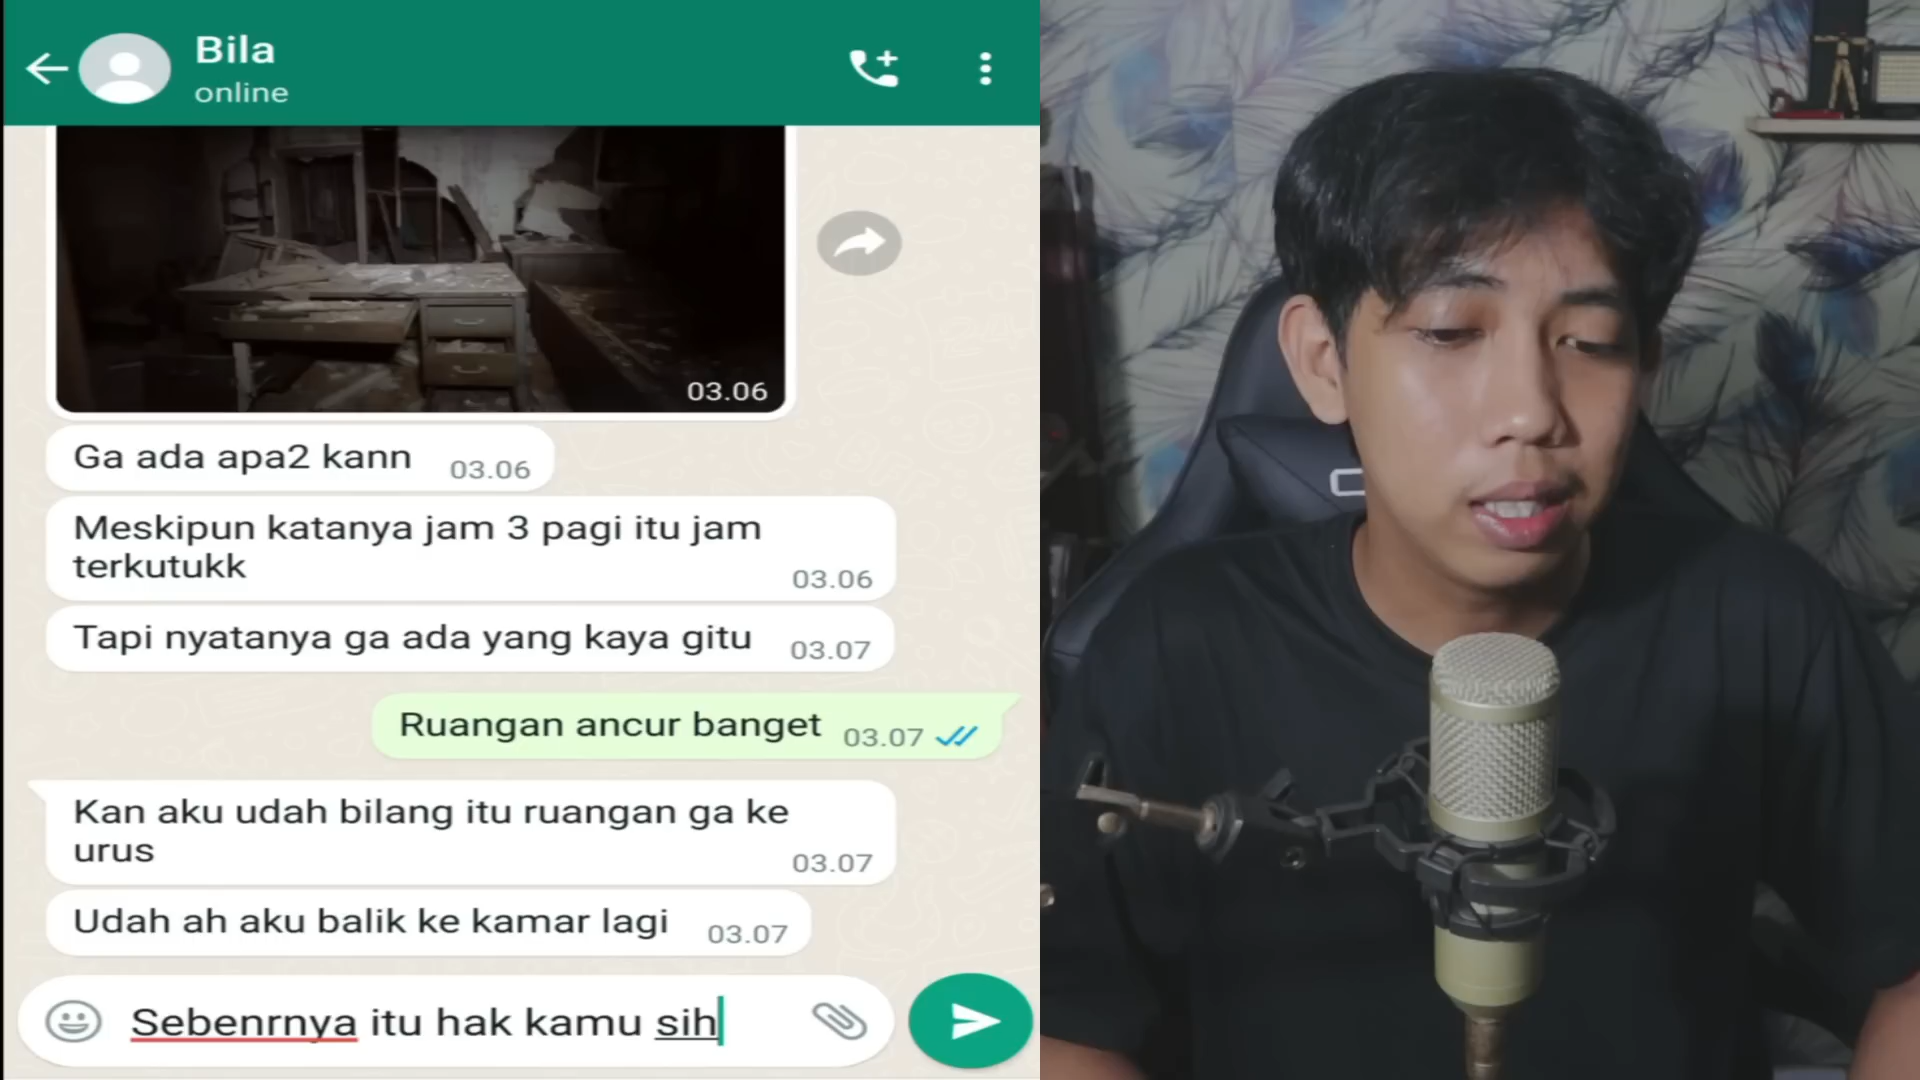 Bila
online
03.06
Ga ada apa2 kann 03.06
Meskipun katanya jam 3 pagi itu jam
terkutukk 03.06
Tapi nyatanya ga ada yang kaya gitu 03.07
Ruangan ancur banget 03.07
Kan aku udah bilang itu ruangan ga ke
urus 03.07
Udah ah aku balik ke kamar lagi 03.07
Sebenrnya itu hak kamu sih